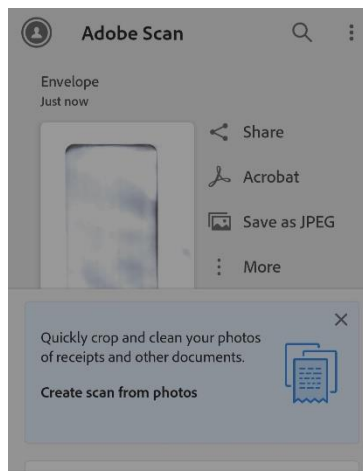 Adobe Scan
Envelope
Just now
Share
Acrobat
Save as JPEG
More
Quickly crop and clean your photos
of receipts and other documents.
Create scan from photos